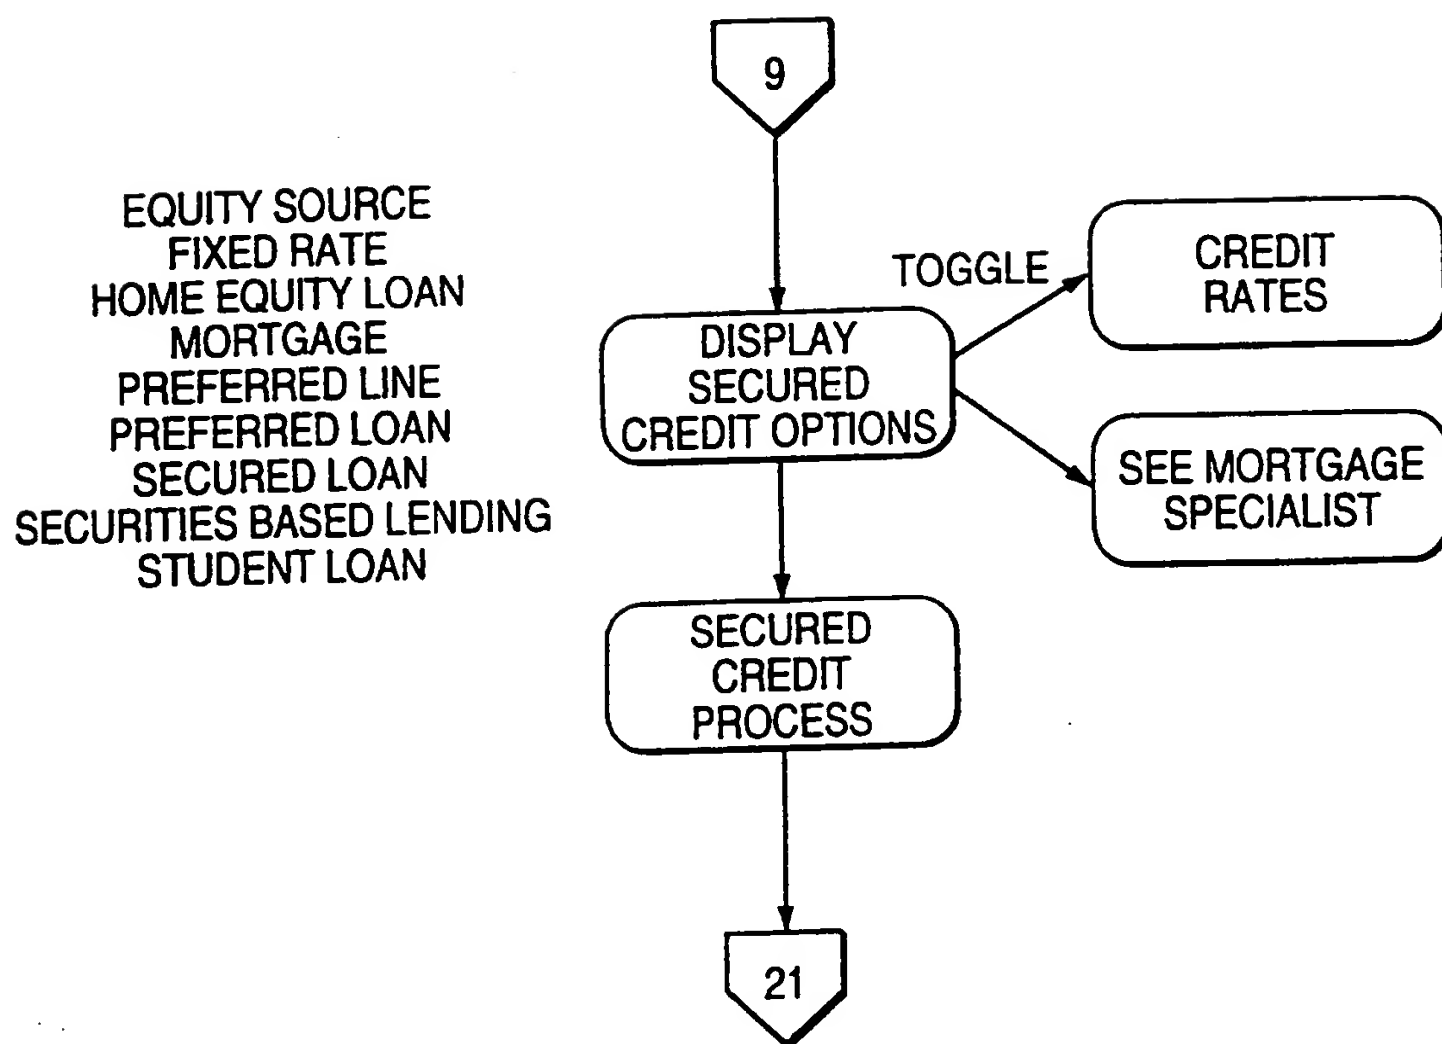 9
EQUITY SOURCE
FIXED RATE
HOME EQUITY LOAN
MORTGAGE
PREFERRED LINE
PREFERRED LOAN
SECURED LOAN
SECURITIES BASED LENDING
STUDENT LOAN
DISPLAY
SECURED
CREDIT OPTIONS
TOGGLE
CREDIT
RATES
SEE MORTGAGE
SPECIALIST
SECURED
CREDIT
PROCESS
21